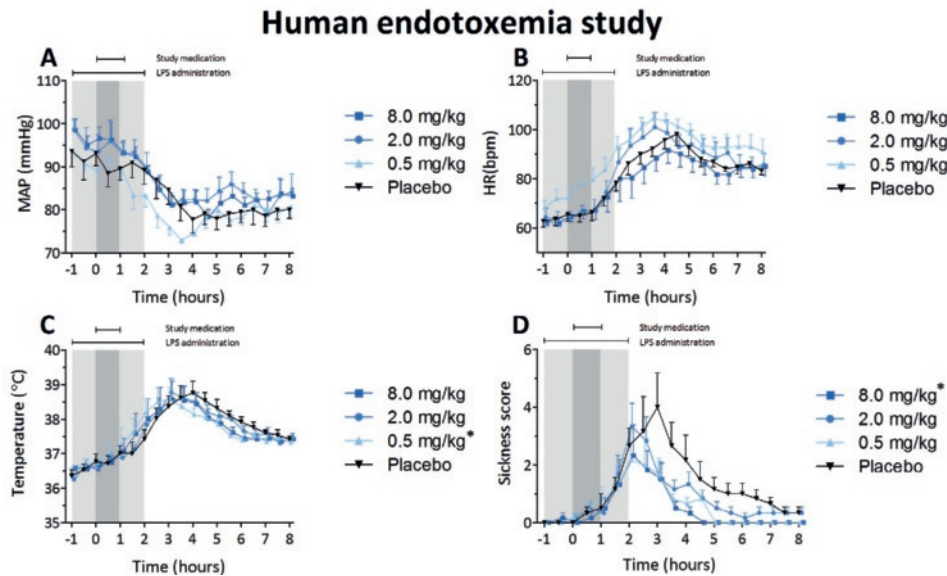 Human endotoxemia study
A
Study medication
LPS administration
MAP (mmHg)
110
100
90
80
70
-1 0 1 2 3 4 5 6 7 8
Time (hours)
8.0 mg/kg
2.0 mg/kg
0.5 mg/kg
Placebo
B
Study medication
LPS administration
HR(bpm)
120
100
80
60
-1 0 1 2 3 4 5 6 7 8
Time (hours)
8.0 mg/kg
2.0 mg/kg
0.5 mg/kg
Placebo
C
Study medication
LPS administration
Temperature (°C)
41
39
38
37
35
-1 0 1 2 3 4 5 6 7 8
Time (hours)
8.0 mg/kg
2.0 mg/kg
0.5 mg/kg*
Placebo
D
Study medication
LPS administration
Sickness score
6
4
2
0
-1 0 1 2 3 4 5 6 7 8
Time (hours)
8.0 mg/kg*
2.0 mg/kg
0.5 mg/kg
Placebo